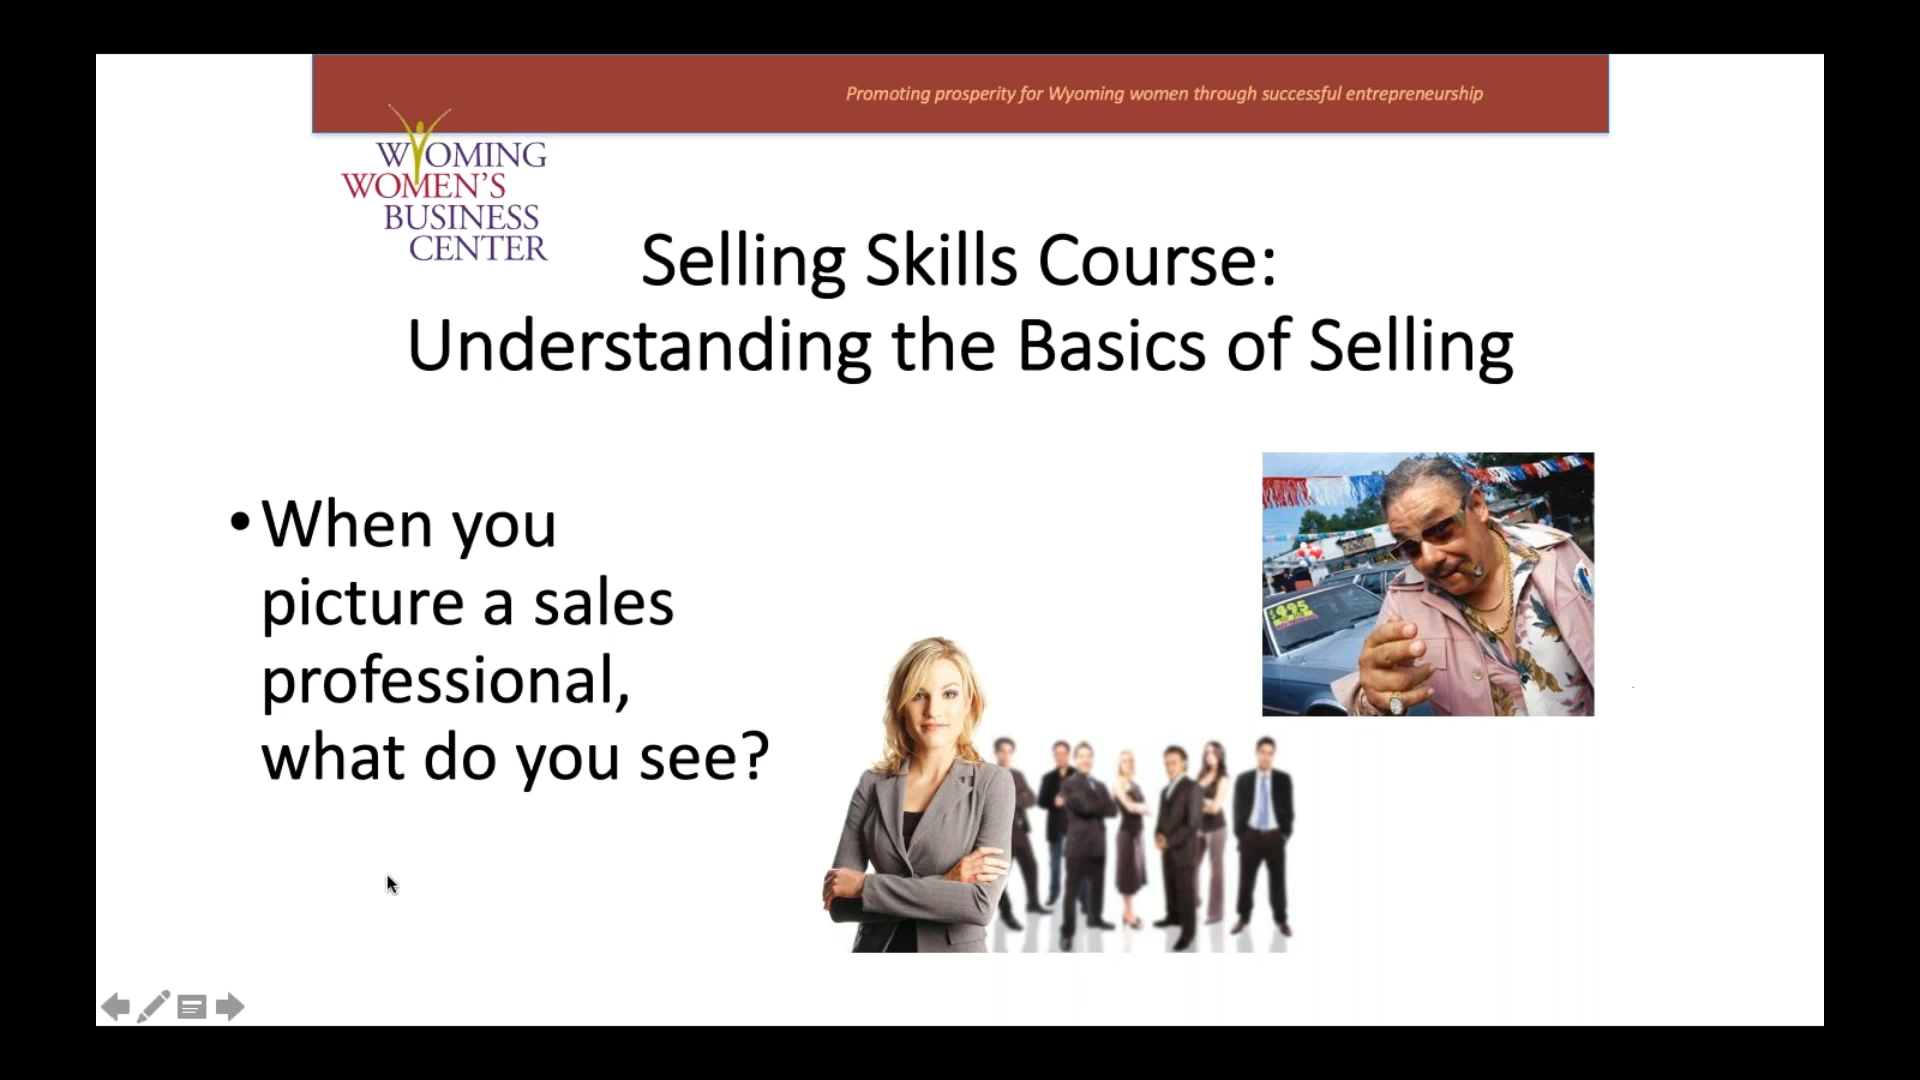 Promoting prosperity for Wyoming women through successful entrepreneurship
WYOMING
WOMEN'S
BUSINESS
CENTER
Selling Skills Course:
Understanding the Basics of Selling
• When you
picture a sales
professional,
what do you see?
$995